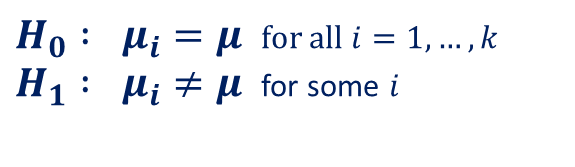 H₀ : μᵢ = μ for all i = 1, … , k
H₁ : μᵢ ≠ μ for some i